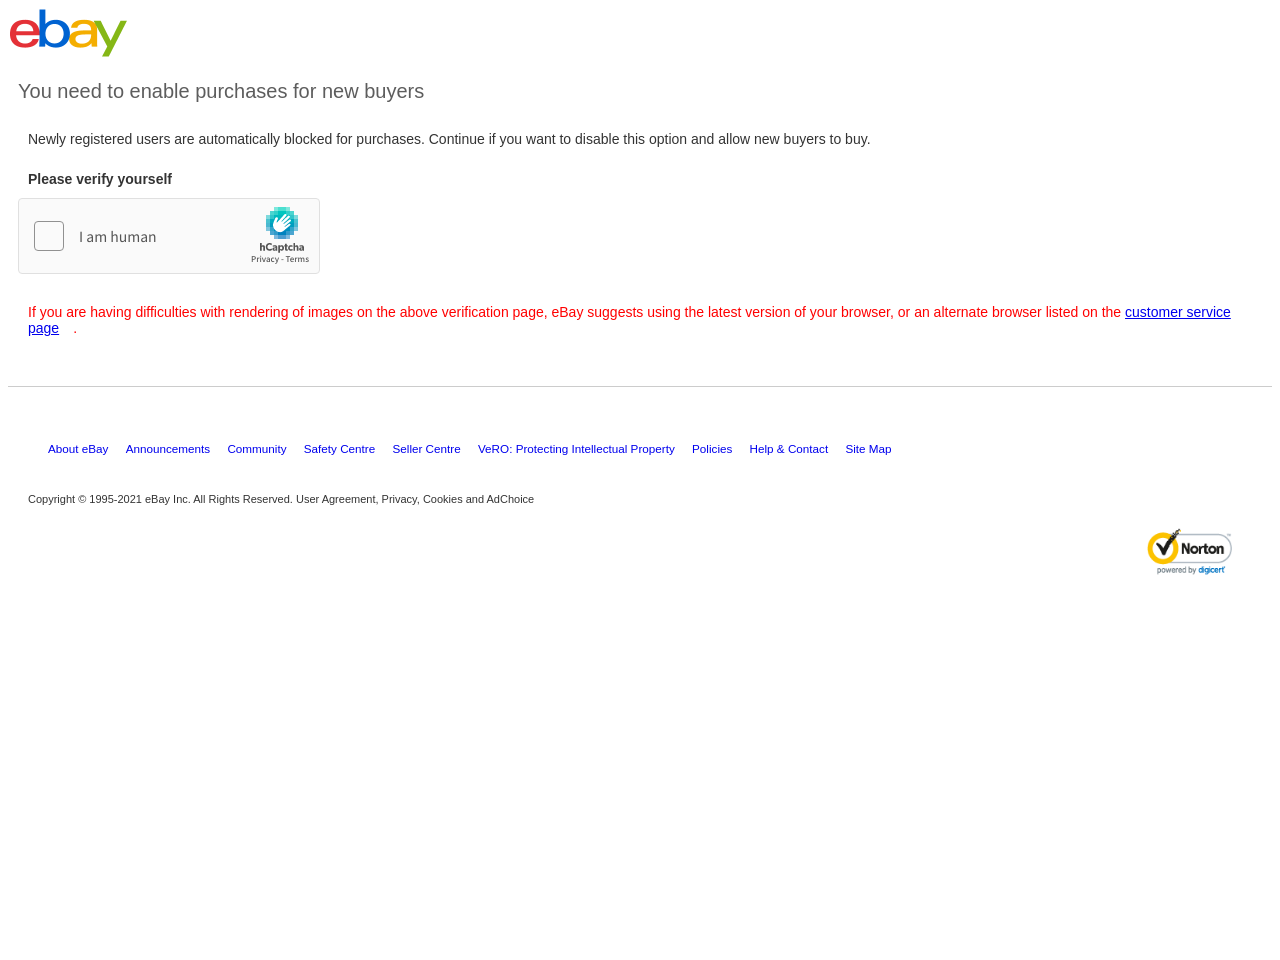 ebay
You need to enable purchases for new buyers
Newly registered users are automatically blocked for purchases. Continue if you want to disable this option and allow new buyers to buy.
Please verify yourself
I am human
hCaptcha
Privacy - Terms
If you are having difficulties with rendering of images on the above verification page, eBay suggests using the latest version of your browser, or an alternate browser listed on the customer service
page .
About eBay Announcements Community Safety Centre Seller Centre VeRO: Protecting Intellectual Property Policies Help & Contact Site Map
Copyright © 1995-2021 eBay Inc. All Rights Reserved. User Agreement, Privacy, Cookies and AdChoice
Norton
powered by digicert